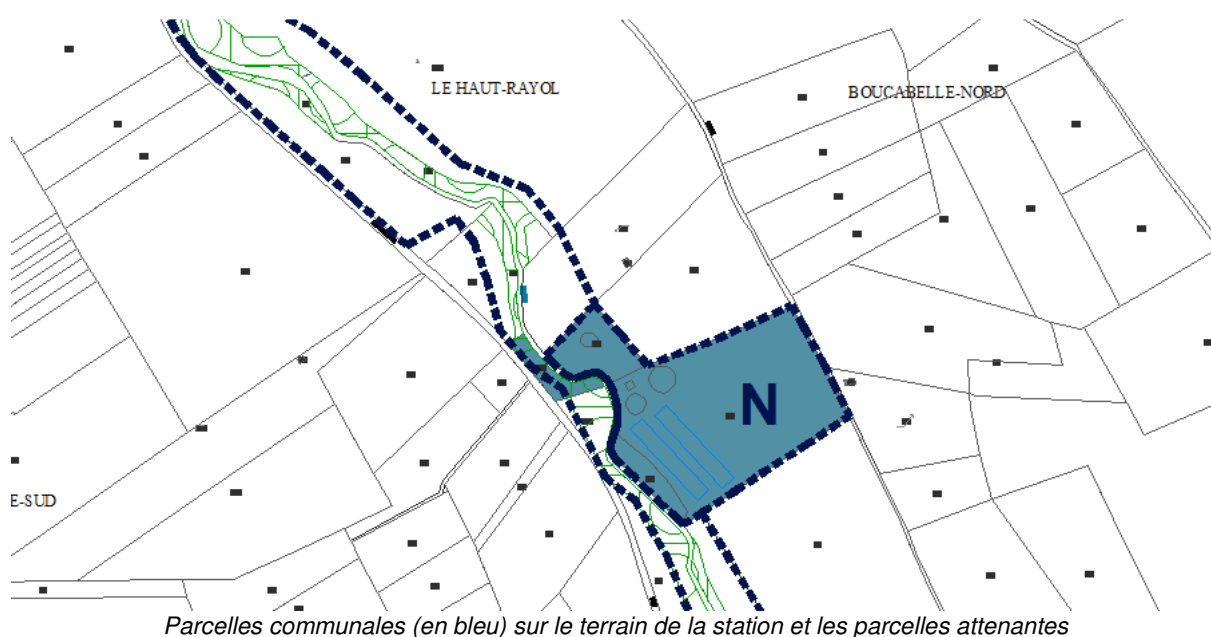 LE HAUT-RAYOL
BOUCABELLE-NORD
N
E-SUD
Parcelles communales (en bleu) sur le terrain de la station et les parcelles attenantes